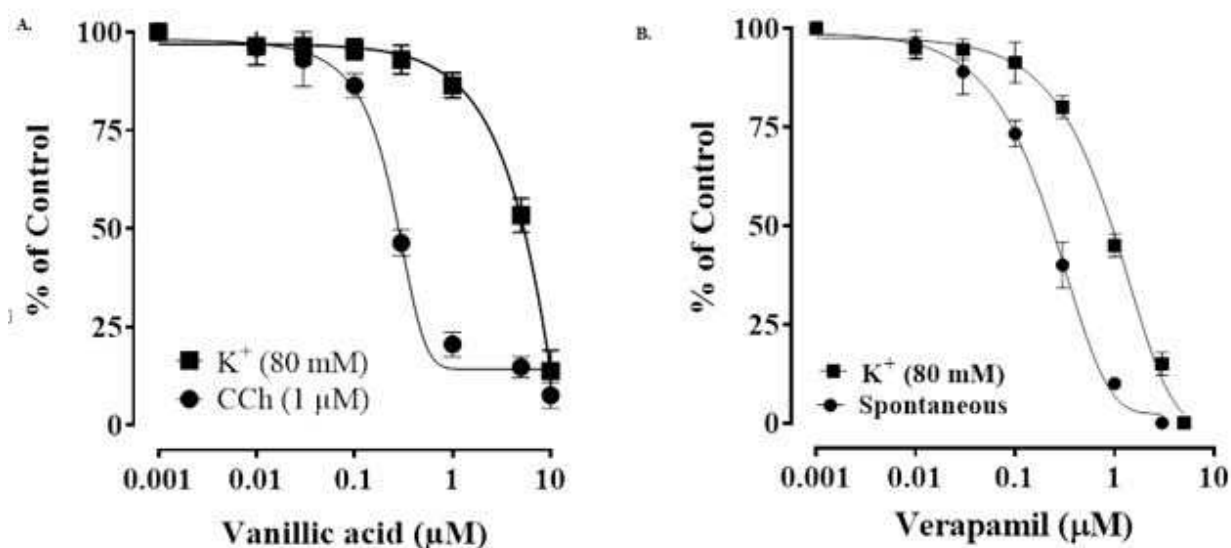 A.
100
75
50
25
0
% of Control
K⁺ (80 mM)
CCh (1 µM)
0.001 0.01 0.1 1 10
Vanillic acid (µM)
B.
100
75
50
25
0
% of Control
K⁺ (80 mM)
Spontaneous
0.001 0.01 0.1 1 10
Verapamil (µM)